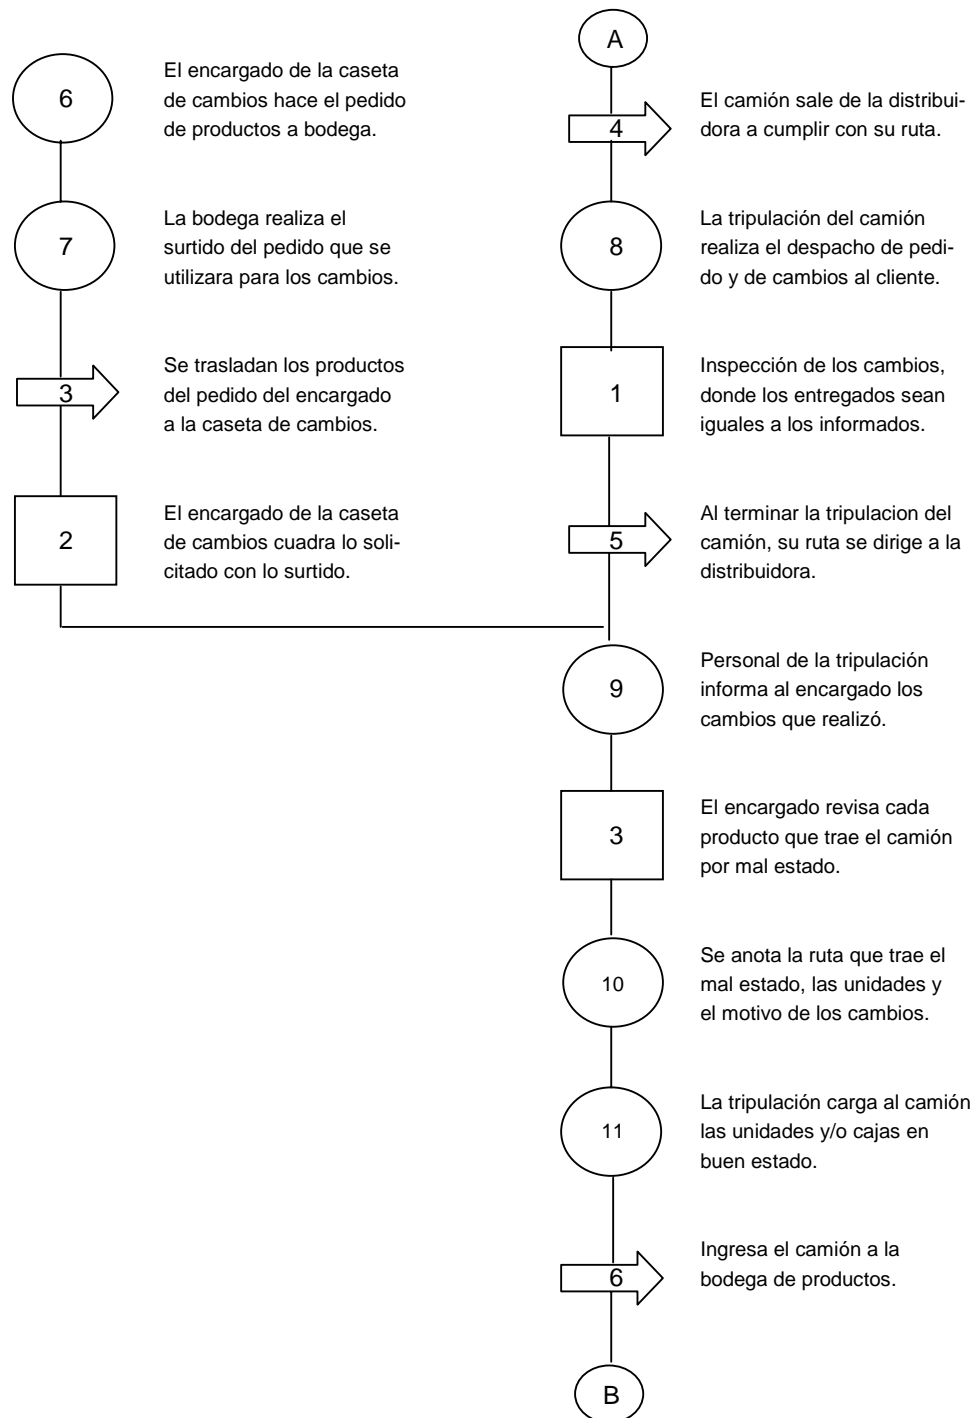 6
El encargado de la caseta
de cambios hace el pedido
de productos a bodega.
7
La bodega realiza el
surtido del pedido que se
utilizara para los cambios.
3
Se trasladan los productos
del pedido del encargado
a la caseta de cambios.
2
El encargado de la caseta
de cambios cuadra lo soli-
citado con lo surtido.
A
4
El camión sale de la distribui-
dora a cumplir con su ruta.
8
La tripulación del camión
realiza el despacho de pedi-
do y de cambios al cliente.
1
Inspección de los cambios,
donde los entregados sean
iguales a los informados.
5
Al terminar la tripulacion del
camión, su ruta se dirige a la
distribuidora.
9
Personal de la tripulación
informa al encargado los
cambios que realizó.
3
El encargado revisa cada
producto que trae el camión
por mal estado.
10
Se anota la ruta que trae el
mal estado, las unidades y
el motivo de los cambios.
11
La tripulación carga al camión
las unidades y/o cajas en
buen estado.
6
Ingresa el camión a la
bodega de productos.
B